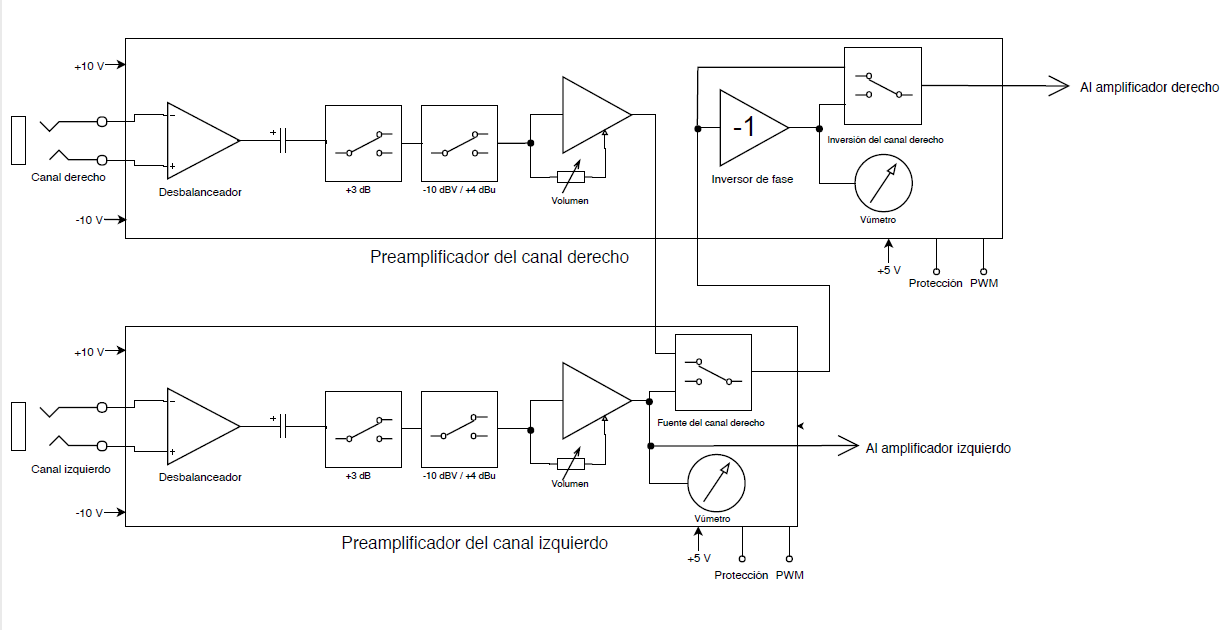 +10 V
Al amplificador derecho
-1
Inversión del canal derecho
Canal derecho
Desbalanceador
+
-
+
+3 dB
-10 dBV / +4 dBu
Volumen
Inversor de fase
Vúmetro
-10 V
Preamplificador del canal derecho
+5 V
Protección
PWM
+10 V
-
+
+
Fuente del canal derecho
Al amplificador izquierdo
Canal izquierdo
Desbalanceador
+3 dB
-10 dBV / +4 dBu
Volumen
-10 V
Vúmetro
Preamplificador del canal izquierdo
+5 V
Protección
PWM